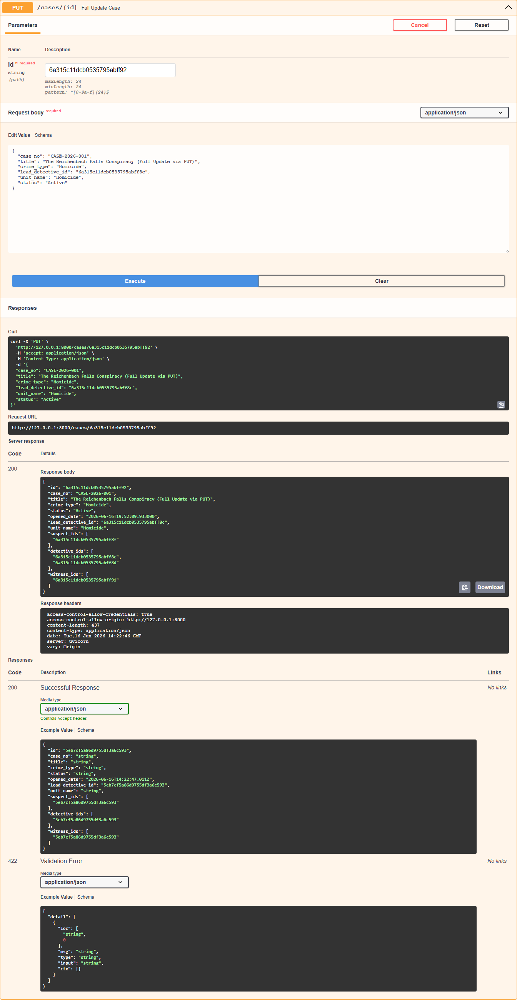 PUT /cases/{id} Full Update Case
Parameters
Cancel
Reset
Name Description
id * required
string
(path)
6a315c11dcb0535795abff92
maxLength: 24
minLength: 24
pattern: ^[0-9a-f]{24}$
Request body required
application/json
Edit Value Schema
{
  "case_no": "CASE-2026-001",
  "title": "The Reichenbach Falls Conspiracy (Full Update via PUT)",
  "crime_type": "Homicide",
  "lead_detective_id": "6a315c11dcb0535795abff8c",
  "unit_name": "Homicide",
  "status": "Active"
}
Execute
Clear
Responses
Curl
curl -X 'PUT' \
  'http://127.0.0.1:8000/cases/6a315c11dcb0535795abff92' \
  -H 'accept: application/json' \
  -H 'Content-Type: application/json' \
  -d '{
  "case_no": "CASE-2026-001",
  "title": "The Reichenbach Falls Conspiracy (Full Update via PUT)",
  "crime_type": "Homicide",
  "lead_detective_id": "6a315c11dcb0535795abff8c",
  "unit_name": "Homicide",
  "status": "Active"
}'
Request URL
http://127.0.0.1:8000/cases/6a315c11dcb0535795abff92
Server response
Code Details
200
Response body
{
  "id": "6a315c11dcb0535795abff92",
  "case_no": "CASE-2026-001",
  "title": "The Reichenbach Falls Conspiracy (Full Update via PUT)",
  "crime_type": "Homicide",
  "status": "Active",
  "opened_date": "2026-06-16T19:52:09.933000",
  "lead_detective_id": "6a315c11dcb0535795abff8c",
  "unit_name": "Homicide",
  "suspect_ids": [
    "6a315c11dcb0535795abff8f"
  ],
  "detective_ids": [
    "6a315c11dcb0535795abff8c",
    "6a315c11dcb0535795abff8d"
  ],
  "witness_ids": [
    "6a315c11dcb0535795abff91"
  ]
}
Download
Response headers
access-control-allow-credentials: true
access-control-allow-origin: http://127.0.0.1:8000
content-length: 437
content-type: application/json
date: Tue,16 Jun 2026 14:22:46 GMT
server: uvicorn
vary: Origin
Responses
Code Description Links
200 Successful Response No links
Media type
application/json
Controls Accept header.
Example Value Schema
{
  "id": "5eb7cf5a86d9755df3a6c593",
  "case_no": "string",
  "title": "string",
  "crime_type": "string",
  "status": "string",
  "opened_date": "2026-06-16T14:22:47.011Z",
  "lead_detective_id": "5eb7cf5a86d9755df3a6c593",
  "unit_name": "string",
  "suspect_ids": [
    "5eb7cf5a86d9755df3a6c593"
  ],
  "detective_ids": [
    "5eb7cf5a86d9755df3a6c593"
  ],
  "witness_ids": [
    "5eb7cf5a86d9755df3a6c593"
  ]
}
422 Validation Error No links
Media type
application/json
Example Value Schema
{
  "detail": [
    {
      "loc": [
        "string",
        0
      ],
      "msg": "string",
      "type": "string",
      "input": "string",
      "ctx": {}
    }
  ]
}